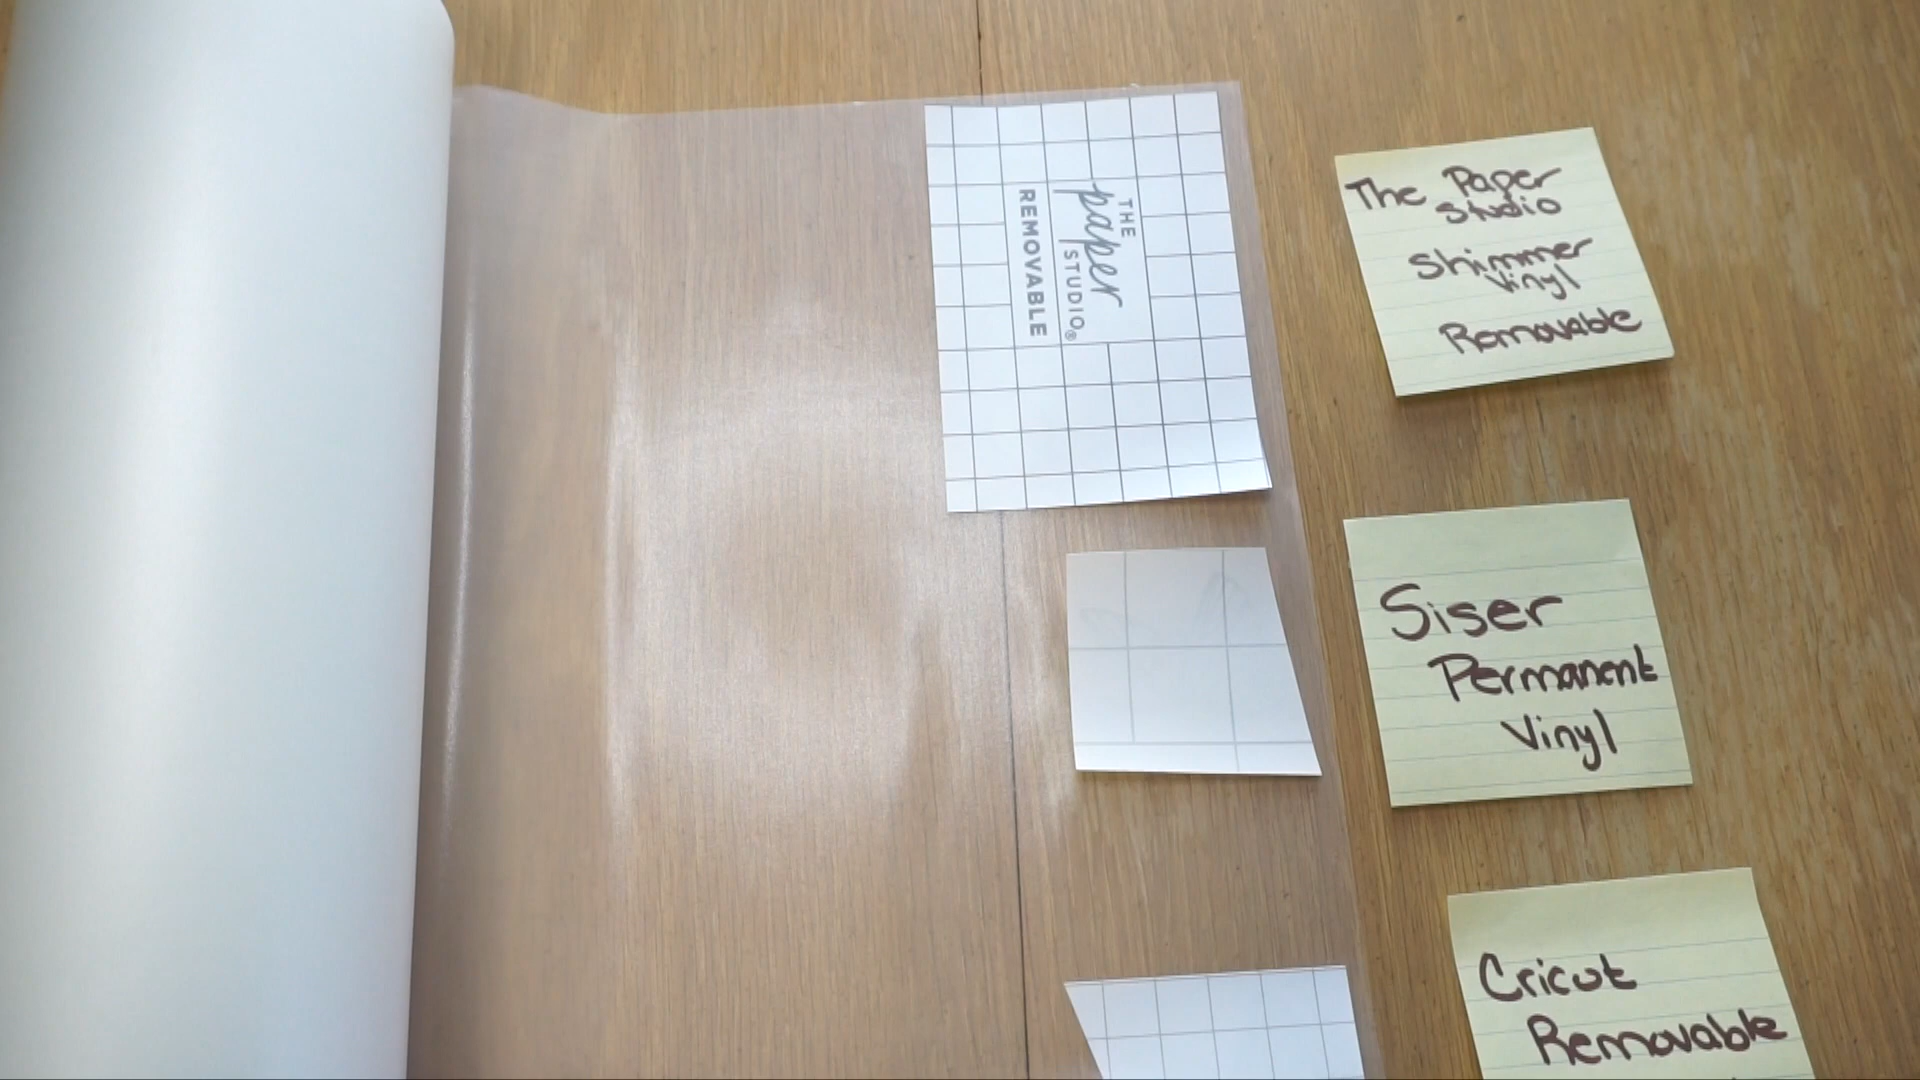 THE
paper
STUDIO®
REMOVABLE
The Paper
Studio
Shimmer
Vinyl
Removable
Siser
Permanent
Vinyl
Cricut
Removable